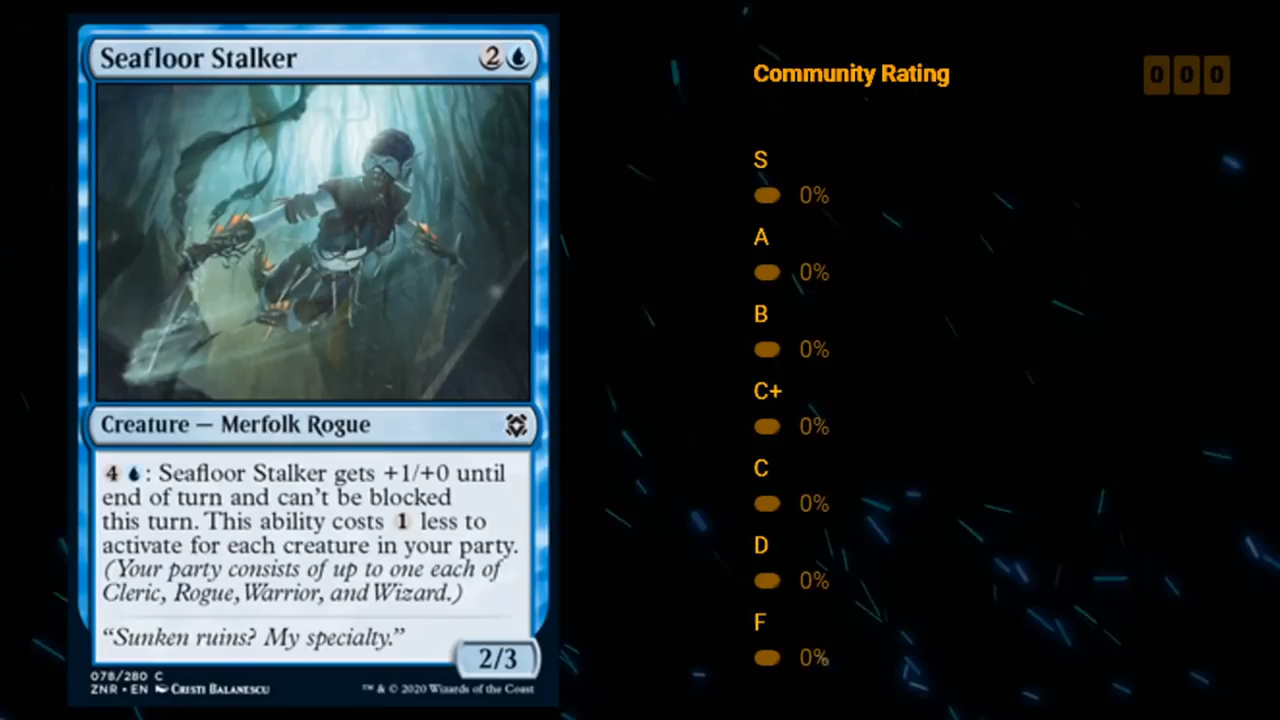 Seafloor Stalker 2
Creature — Merfolk Rogue
4 : Seafloor Stalker gets +1/+0 until
end of turn and can't be blocked
this turn. This ability costs 1 less to
activate for each creature in your party.
(Your party consists of up to one each of
Cleric, Rogue, Warrior, and Wizard.)
"Sunken ruins? My specialty."
2/3
078/280 C
ZNR • EN Cristi Balanescu
™ & © 2020 Wizards of the Coast
Community Rating
0 0 0
S
0%
A
0%
B
0%
C+
0%
C
0%
D
0%
F
0%